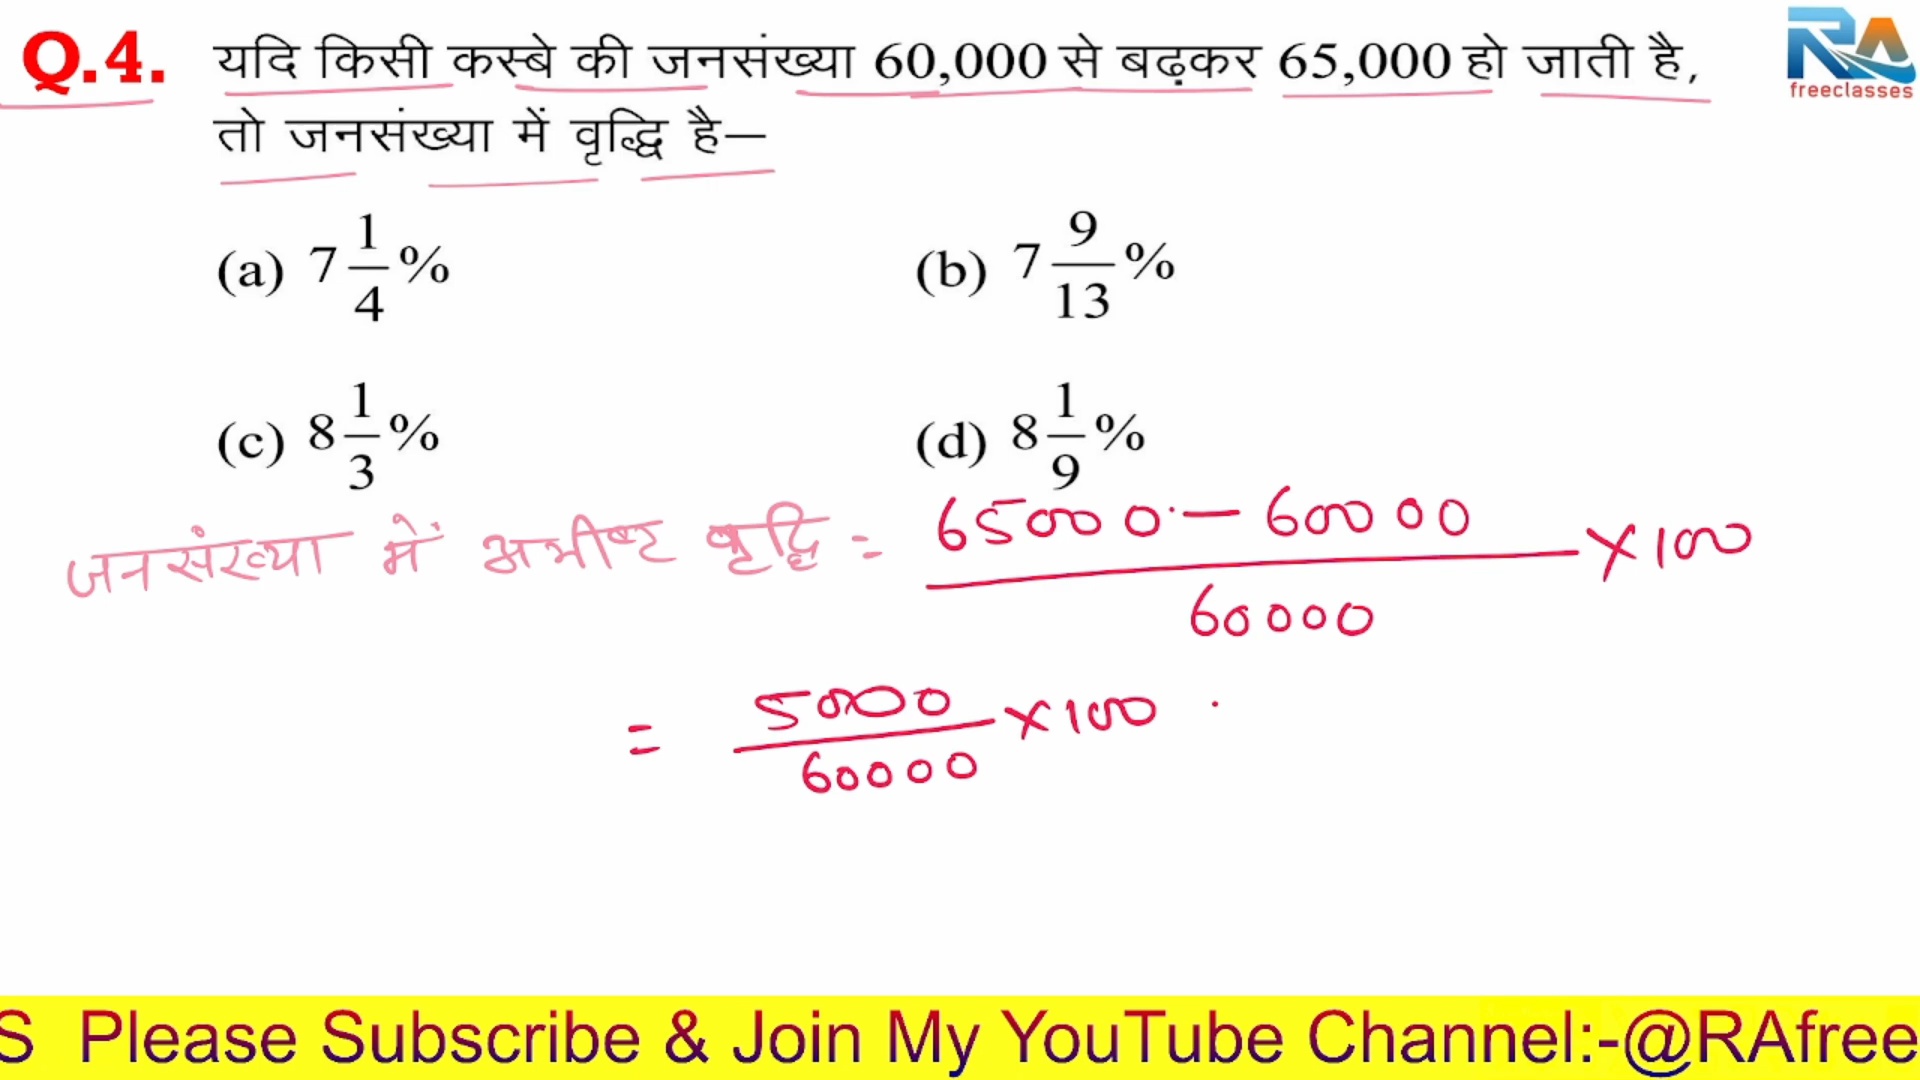 Q.4. यदि किसी कस्बे की जनसंख्या 60,000 से बढ़कर 65,000 हो जाती है,
तो जनसंख्या में वृद्धि है—
RA
freeclasses
(a) 7 1/4 %
(b) 7 9/13 %
(c) 8 1/3 %
(d) 8 1/9 %
जनसंख्या में अभीष्ट वृद्धि = 65000 - 60000 / 60000 × 100
= 5000 / 60000 × 100
S Please Subscribe & Join My YouTube Channel:-@RAfree